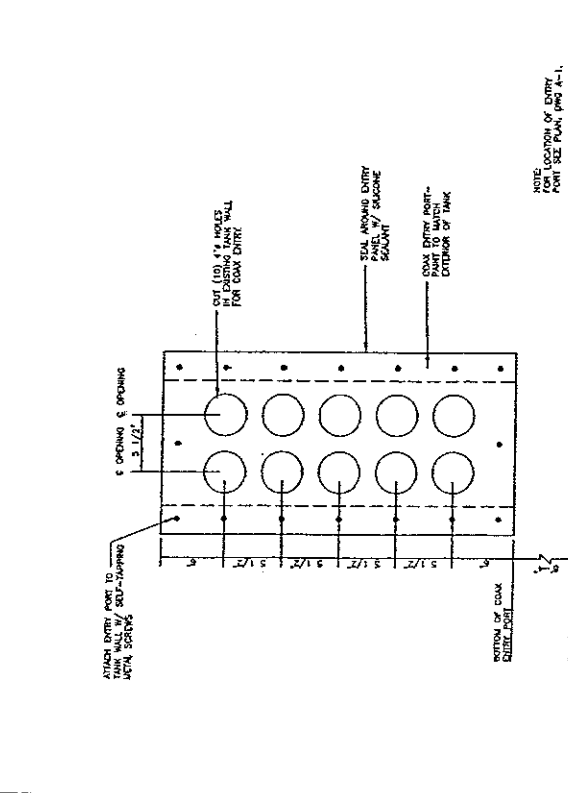 ATTACH ENTRY PORT TO
TANK WALL W/ SELF-TAPPING
METAL SCREWS
℄ OPENING ℄ OPENING
5 1/2"
CUT (10) 4"ø HOLES
IN EXISTING TANK WALL
FOR COAX ENTRY
SEAL AROUND ENTRY
PANEL W/ SILICONE
SEALANT
COAX ENTRY PORT-
PAINT TO MATCH
EXTERIOR OF TANK
6"
5 1/2"
5 1/2"
5 1/2"
5 1/2"
6"
BOTTOM OF COAX
ENTRY PORT
NOTE:
FOR LOCATION OF ENTRY
PORT SEE PLAN, DWG A-1.